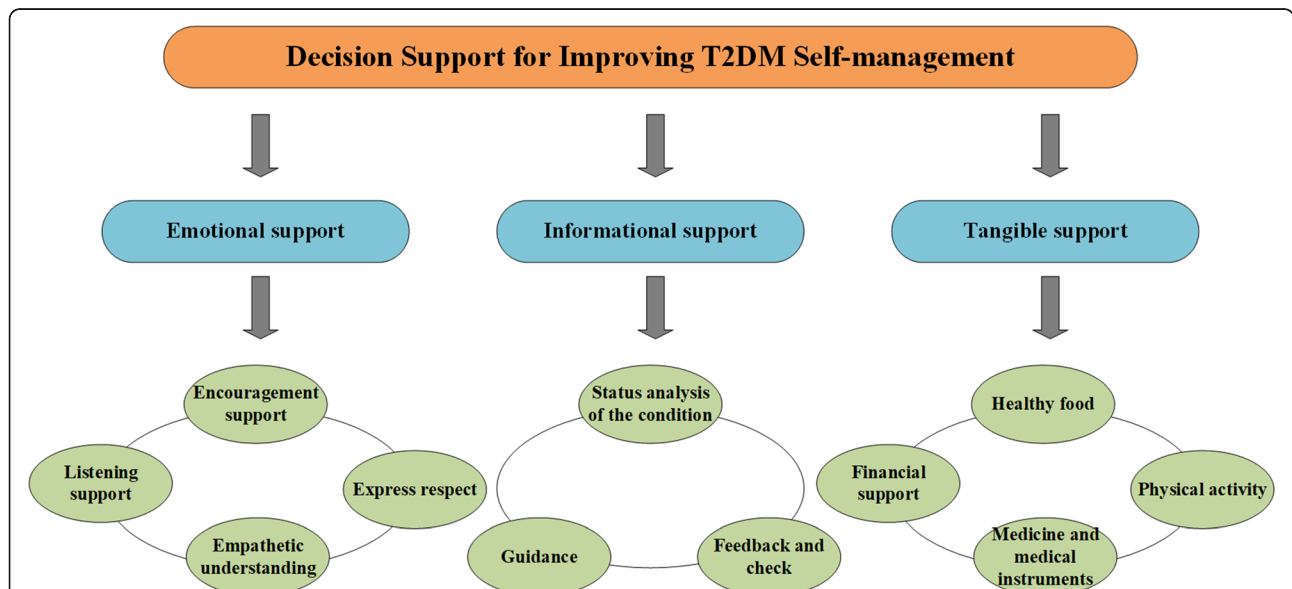 Decision Support for Improving T2DM Self-management
Emotional support
Informational support
Tangible support
Encouragement
support
Listening
support
Express respect
Empathetic
understanding
Status analysis
of the condition
Guidance
Feedback and
check
Healthy food
Financial
support
Physical activity
Medicine and
medical
instruments